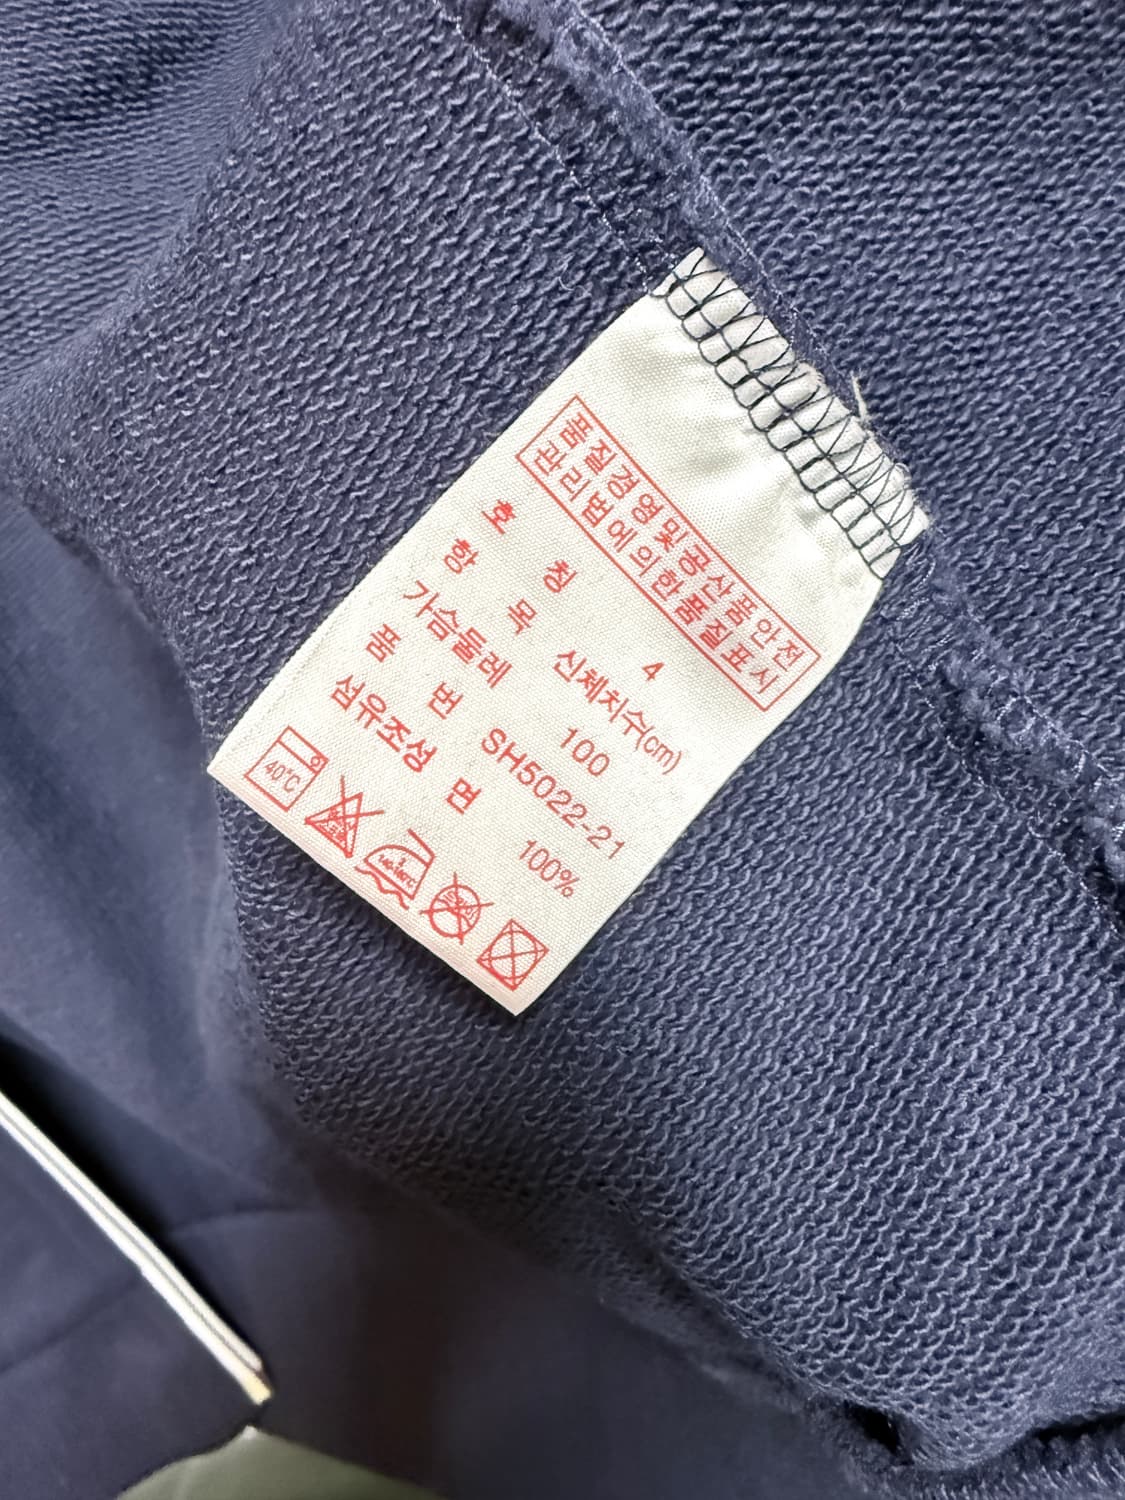 품질경영및공산품안전
관리법에의한품질표시
호 칭 4
항 목 신체치수(cm)
가슴둘레 100
품 번 SH5022-21
섬유조성 면 100%
40℃